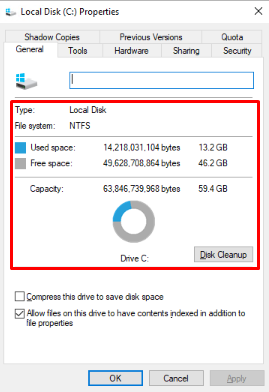 Local Disk (C:) Properties
Shadow Copies Previous Versions Quota
General Tools Hardware Sharing Security
Type: Local Disk
File system: NTFS
Used space: 14,218,031,104 bytes 13.2 GB
Free space: 49,628,708,864 bytes 46.2 GB
Capacity: 63,846,739,968 bytes 59.4 GB
Drive C:
Disk Cleanup
Compress this drive to save disk space
Allow files on this drive to have contents indexed in addition to
file properties
OK Cancel Apply